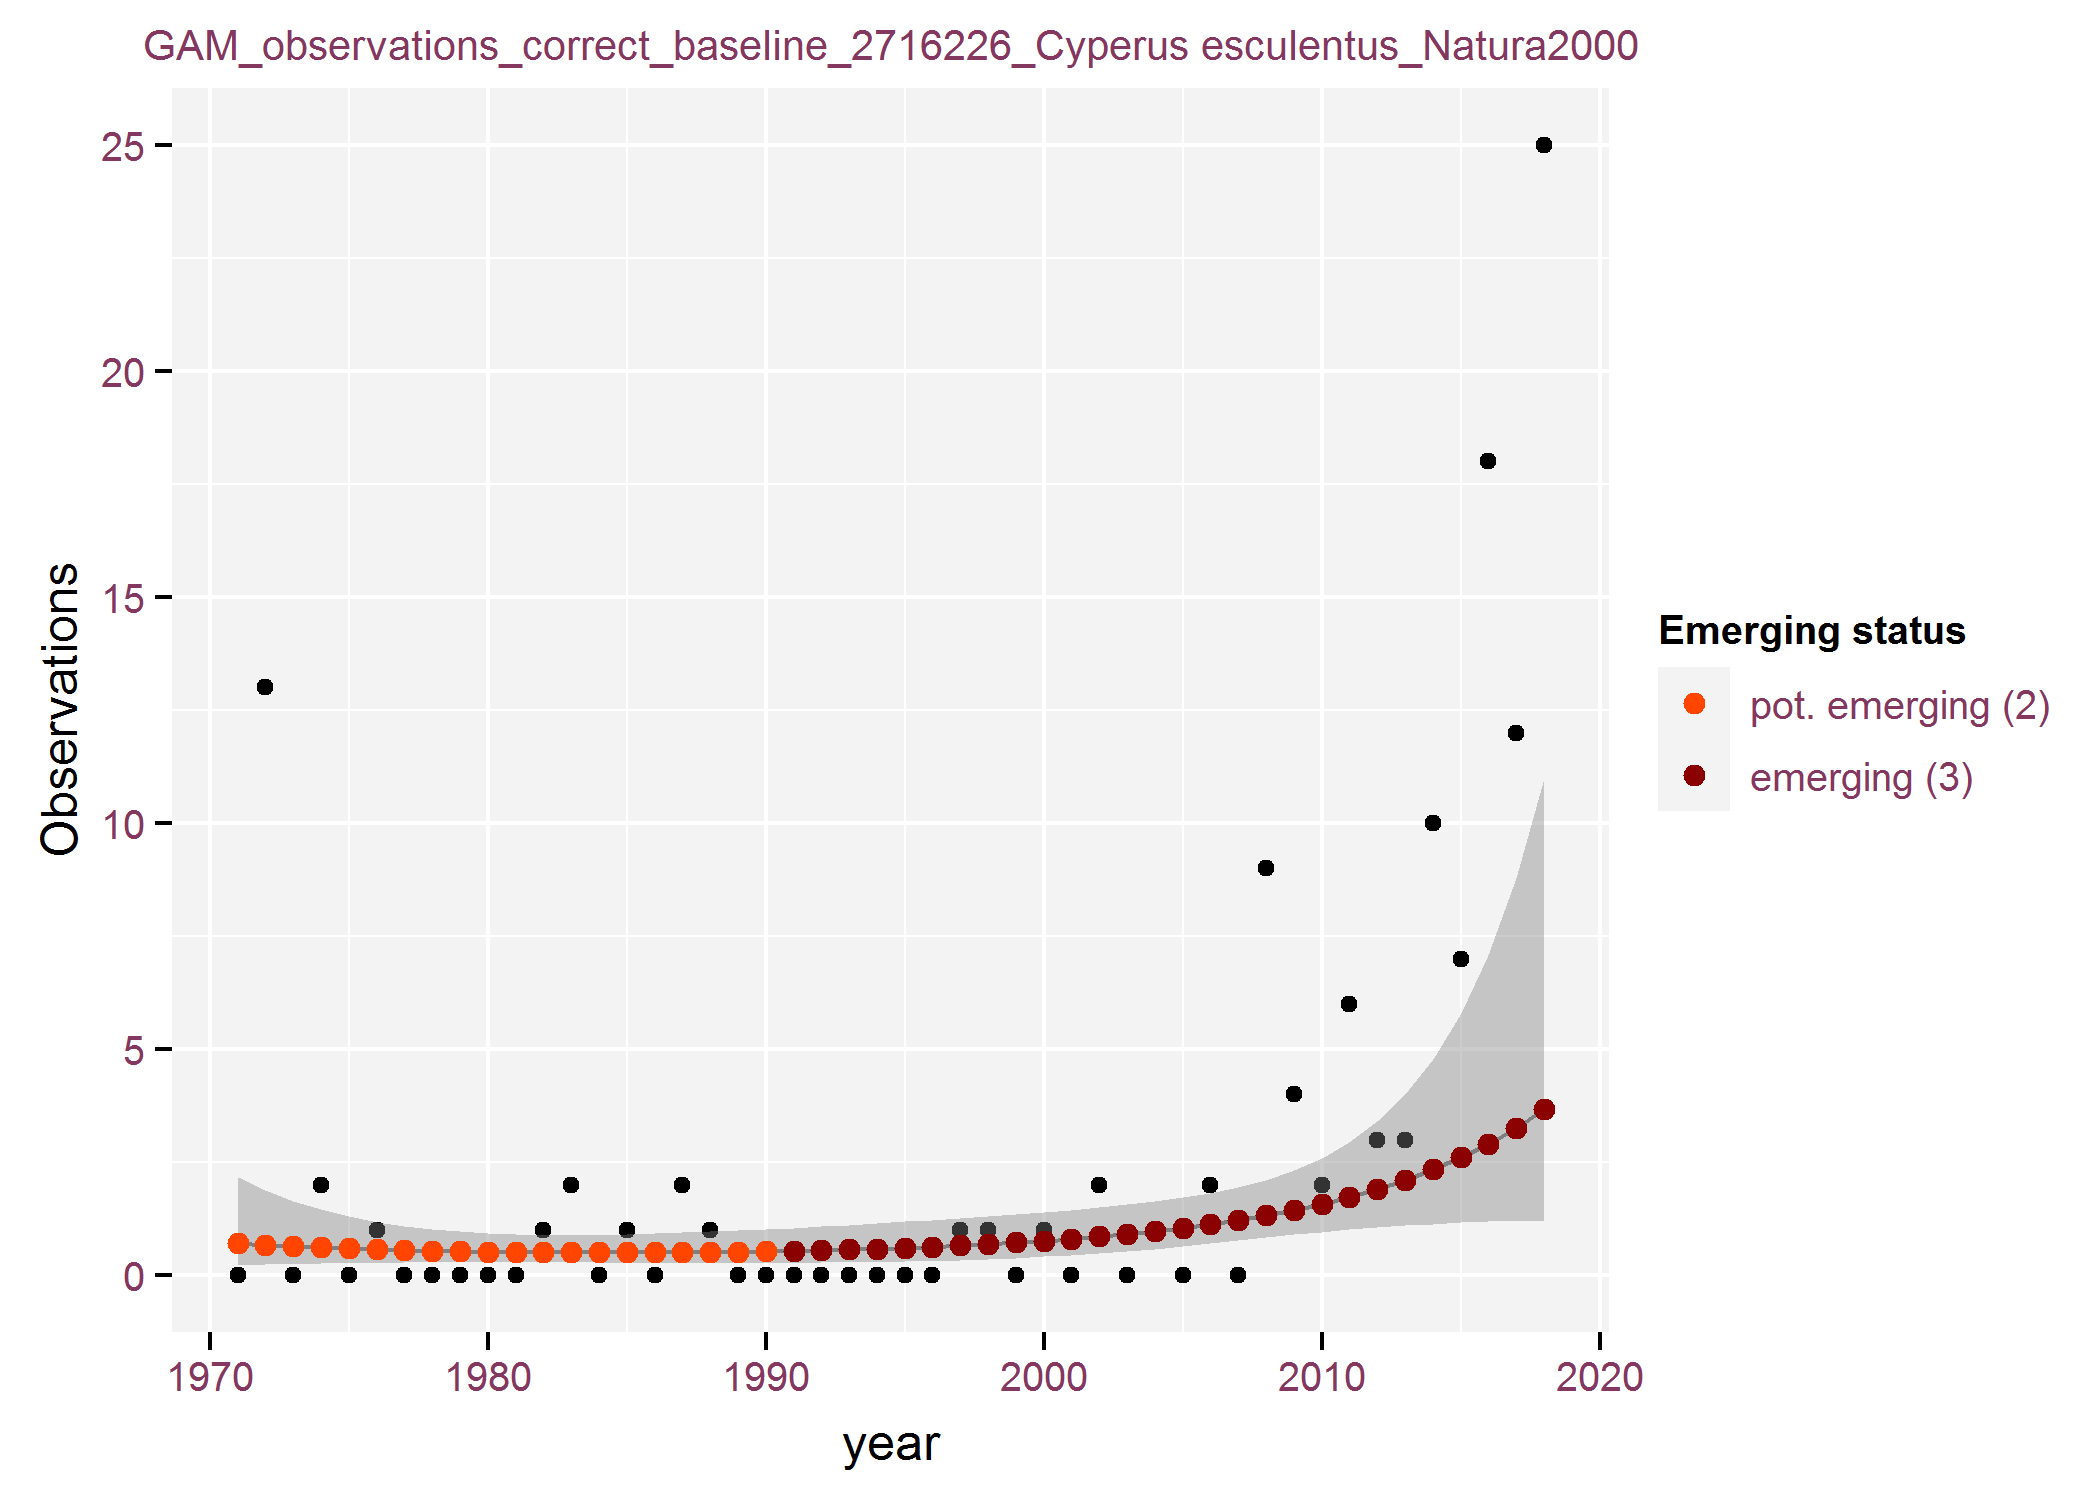 GAM_observations_correct_baseline_2716226_Cyperus esculentus_Natura2000
25
20
15
10
5
0
Observations
1970 1980 1990 2000 2010 2020
year
Emerging status
pot. emerging (2)
emerging (3)